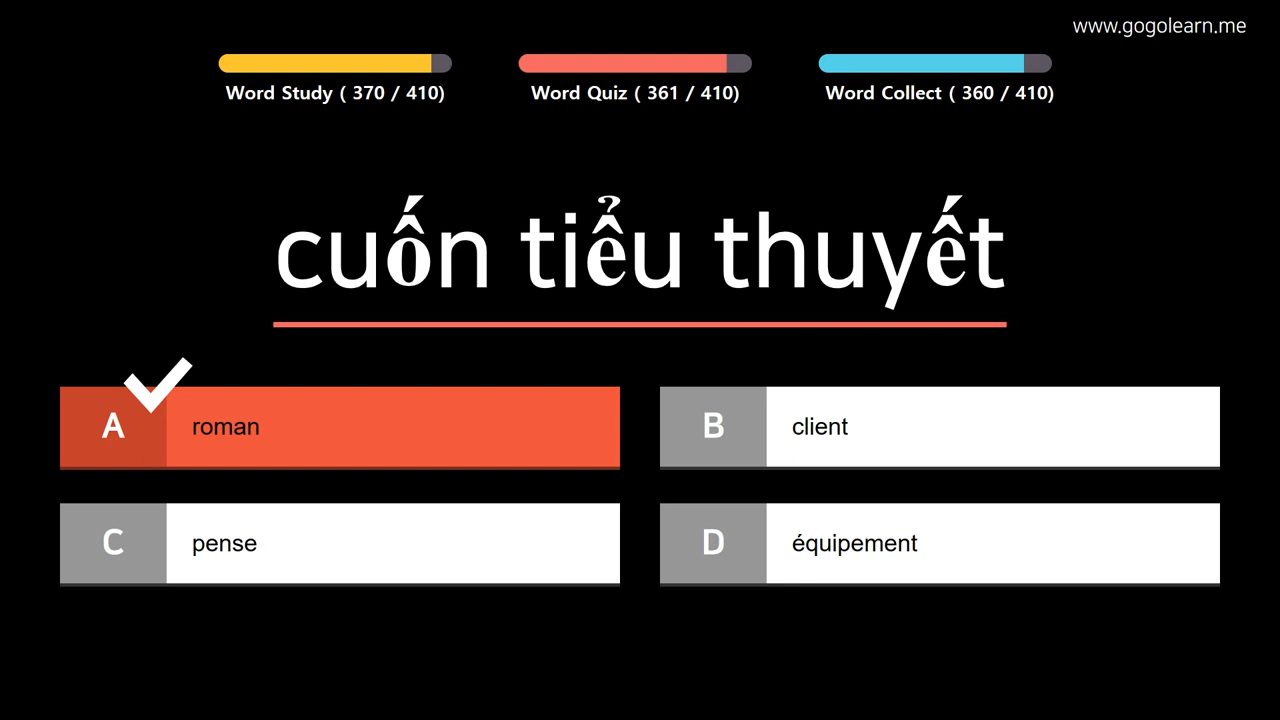 www.gogolearn.me
Word Study ( 370 / 410)
Word Quiz ( 361 / 410)
Word Collect ( 360 / 410)
cuốn tiểu thuyết
A roman
B client
C pense
D équipement